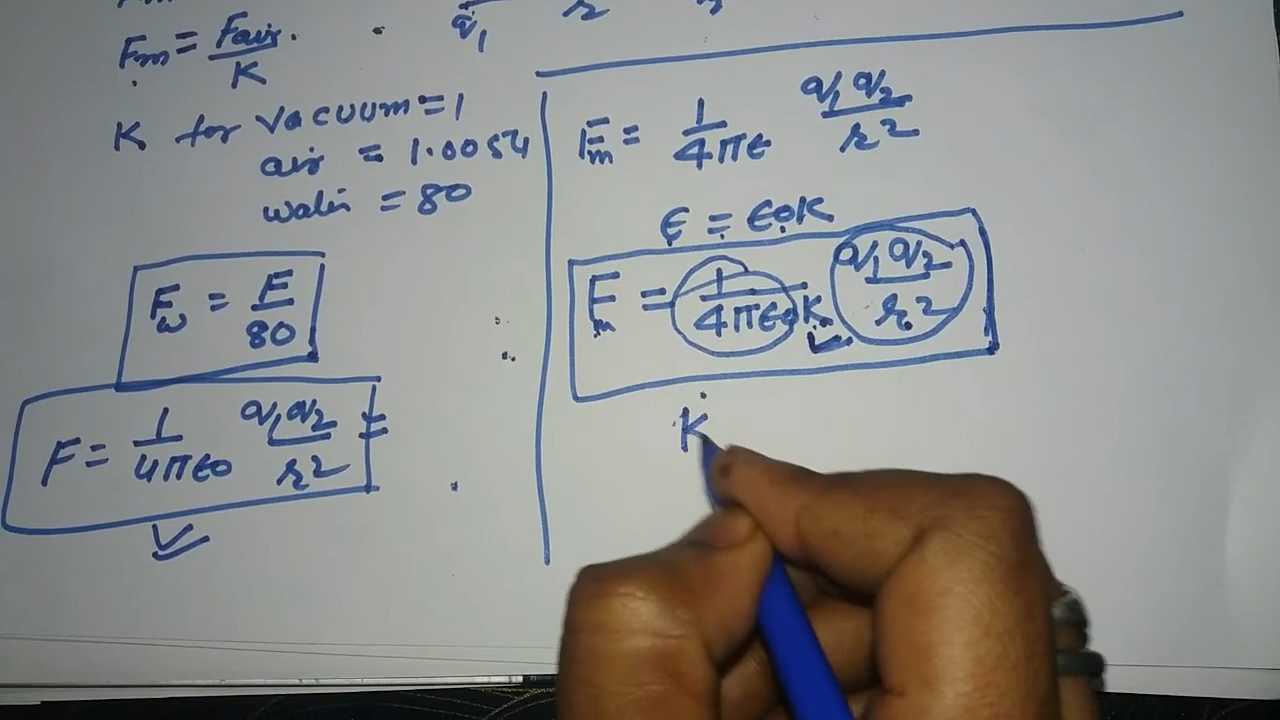 Fm = Fair / K
K for vacuum = 1
air = 1.0054
water = 80
Fw = F / 80
F = 1 / 4πε0 q1q2 / r2 =
q1 r
Fm = 1 / 4πε q1q2 / r2
ε = ε0K
Fm = 1 / 4πε0K q1q2 / r2
K